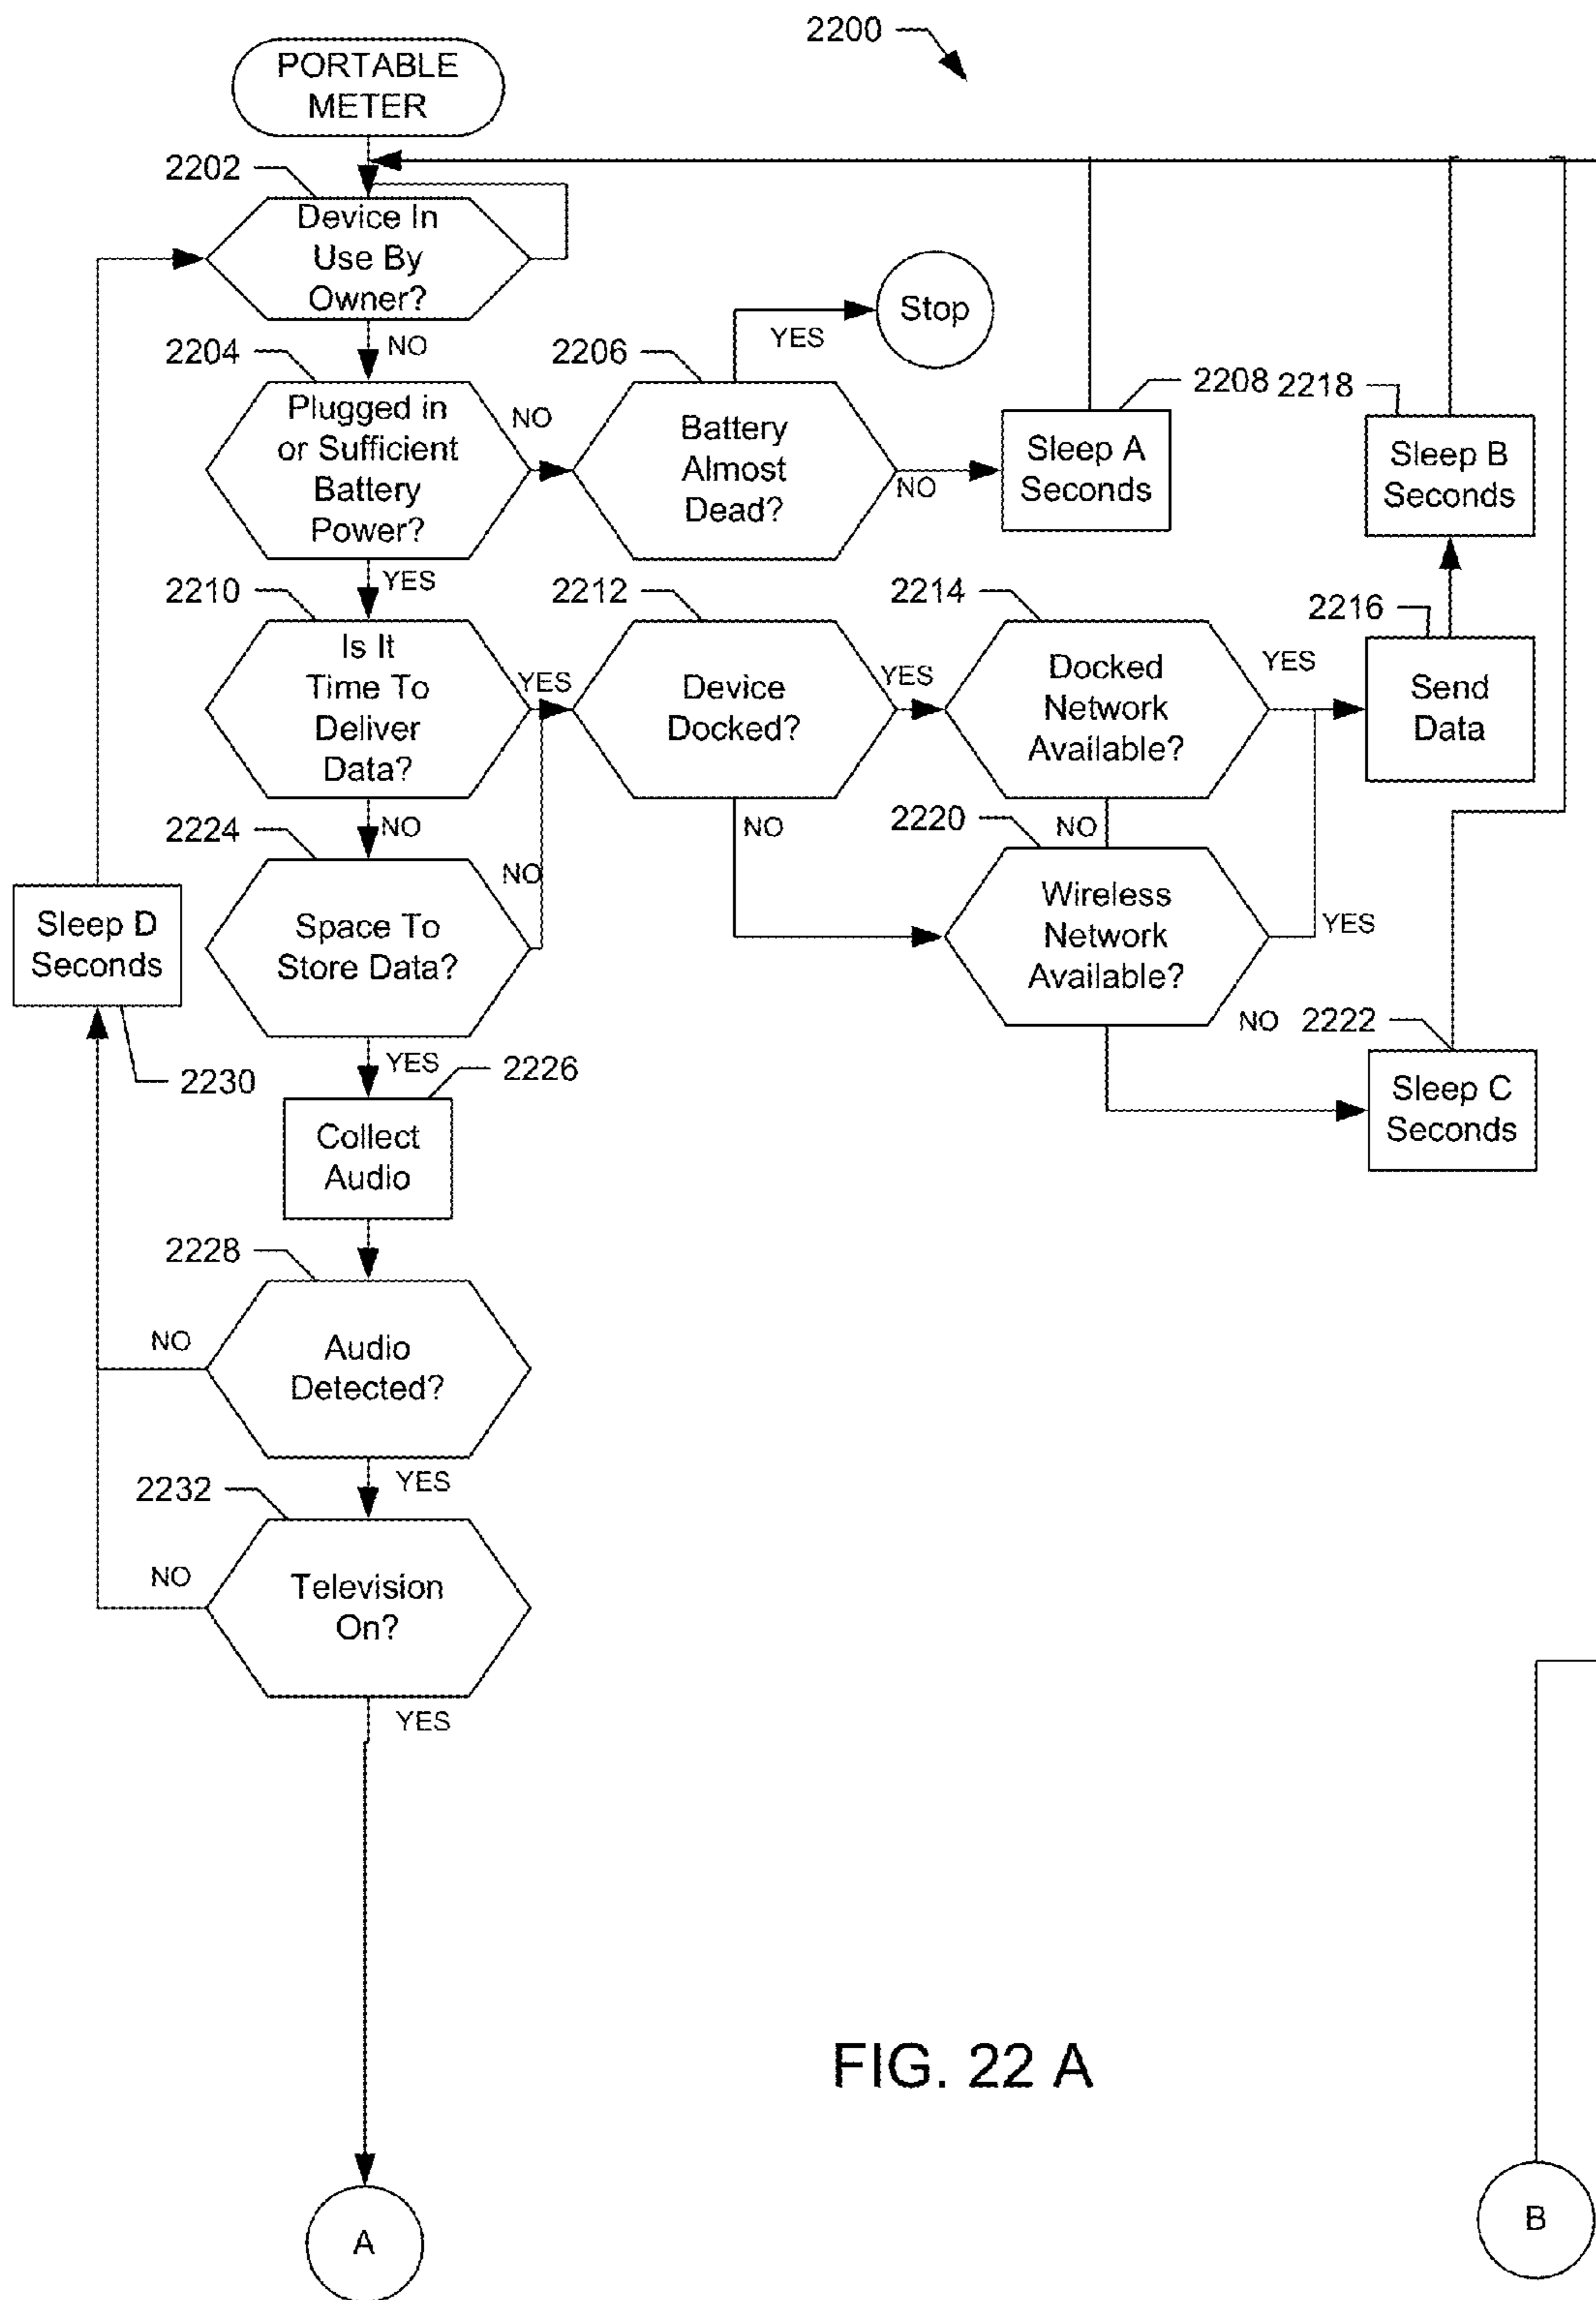 2200
PORTABLE
METER
2202
Device In
Use By
Owner?
NO
2204
Plugged in
or Sufficient
Battery
Power?
NO
2206
Battery
Almost
Dead?
YES
Stop
NO
2208
Sleep A
Seconds
2218
Sleep B
Seconds
YES
2210
Is It
Time To
Deliver
Data?
YES
2212
Device
Docked?
YES
2214
Docked
Network
Available?
YES
2216
Send
Data
NO
2224
Space To
Store Data?
NO
NO
NO
2220
Wireless
Network
Available?
YES
NO
2222
Sleep C
Seconds
Sleep D
Seconds
2230
YES
2226
Collect
Audio
2228
Audio
Detected?
NO
YES
2232
Television
On?
NO
YES
FIG. 22 A
A
B